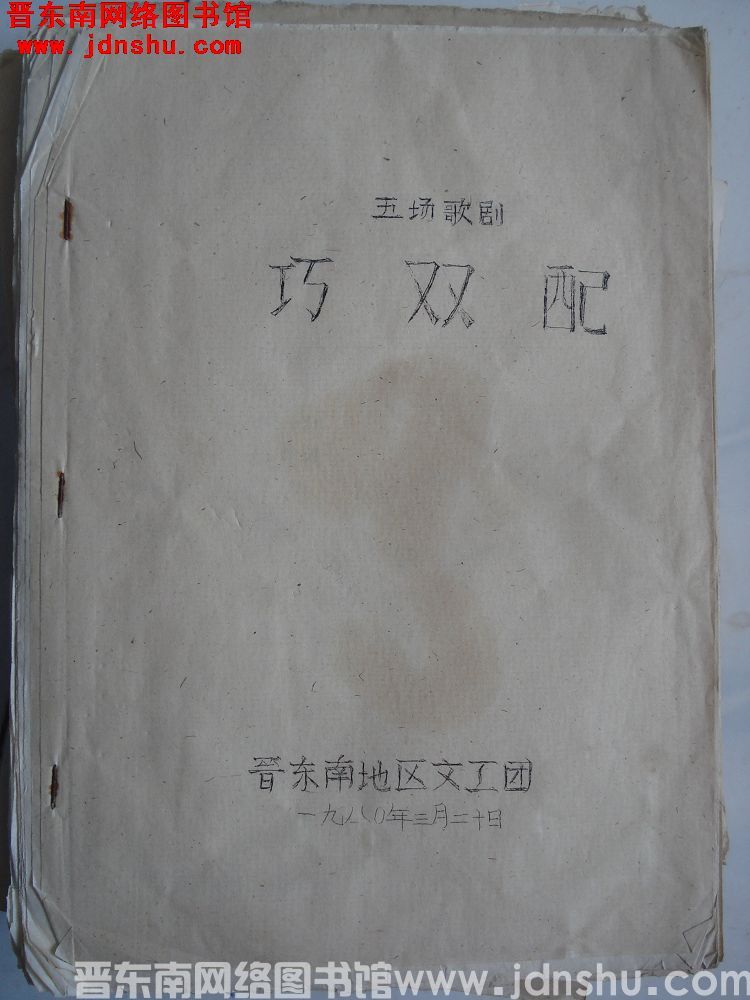 晋东南网络图书馆
www.jdnshu.com
五场歌剧
巧双配
晋东南地区文工团
一九八0年三月二十日
晋东南网络图书馆www.jdnshu.com